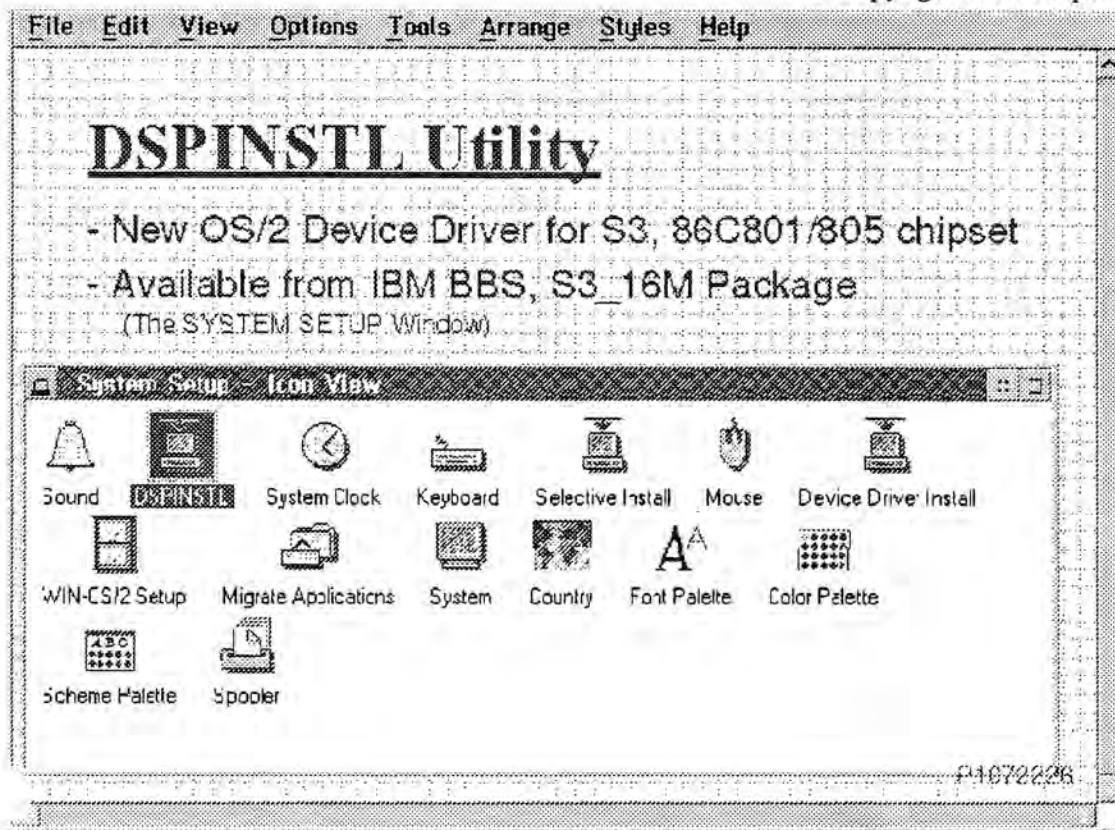 File Edit View Options Tools Arrange Styles Help
DSPINSTL Utility
- New OS/2 Device Driver for S3, 86C801/805 chipset
- Available from IBM BBS, S3_16M Package
(The SYSTEM SETUP Window)
System Setup - Icon View
Sound DSPINSTL System Clock Keyboard Selective Install Mouse Device Driver Install
WIN-OS/2 Setup Migrate Applications System Country Font Palette Color Palette
Scheme Palette Spooler
P1072226